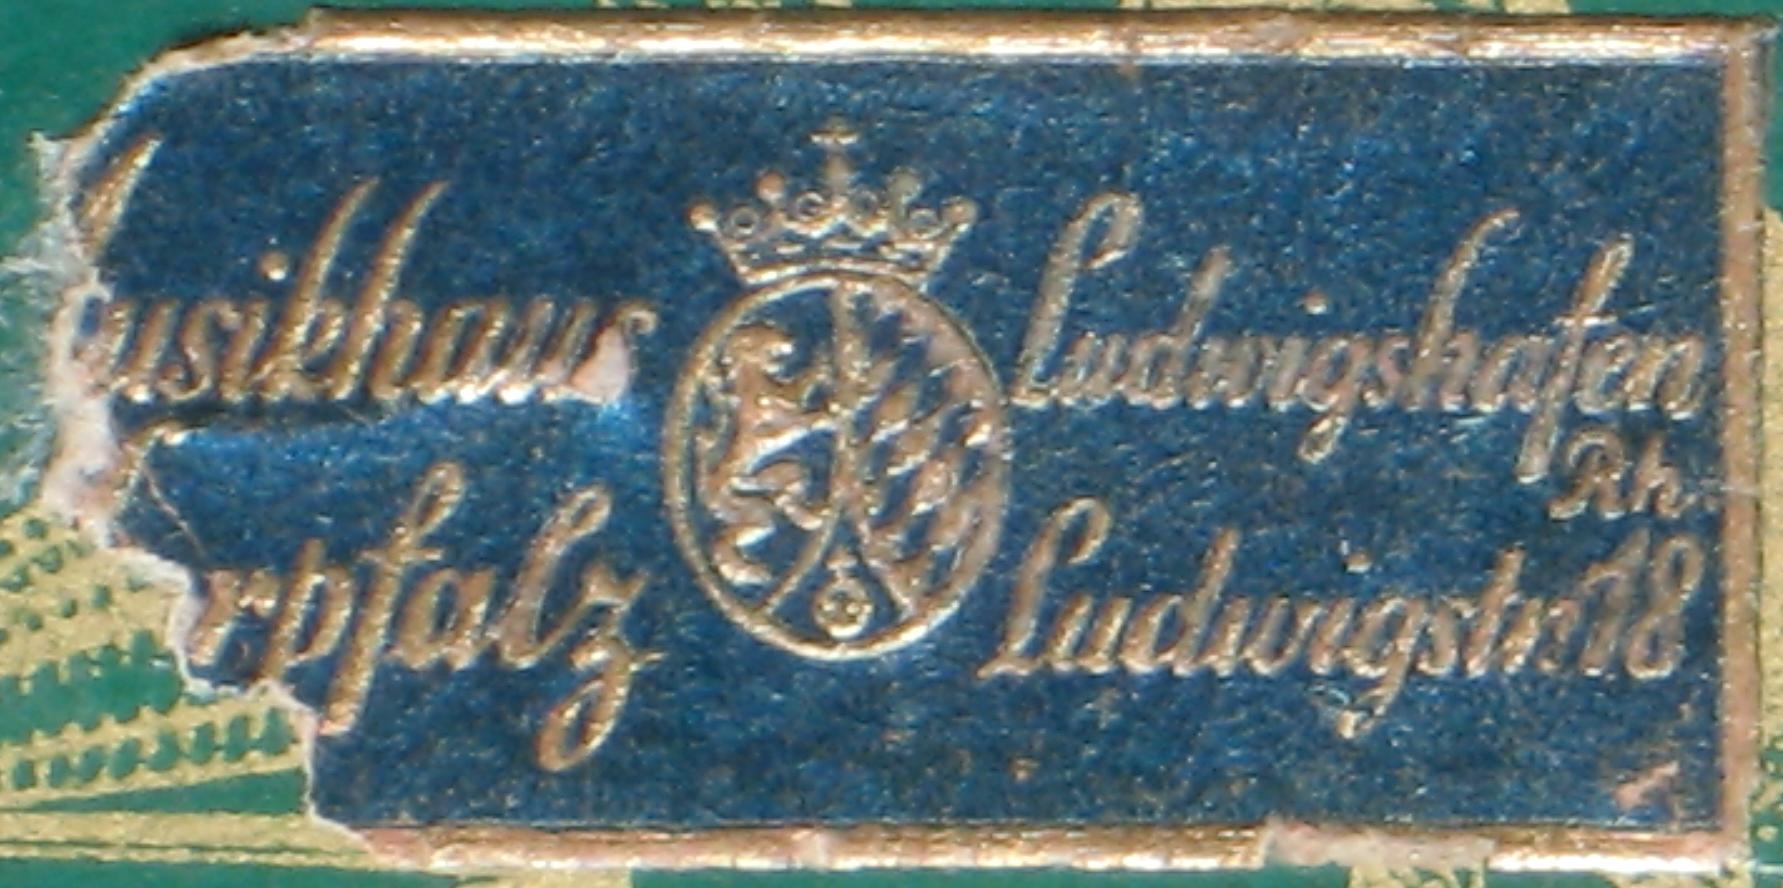 usikhaus
rpfalz
Ludwigshafen
Rh.
Ludwigstr. 18